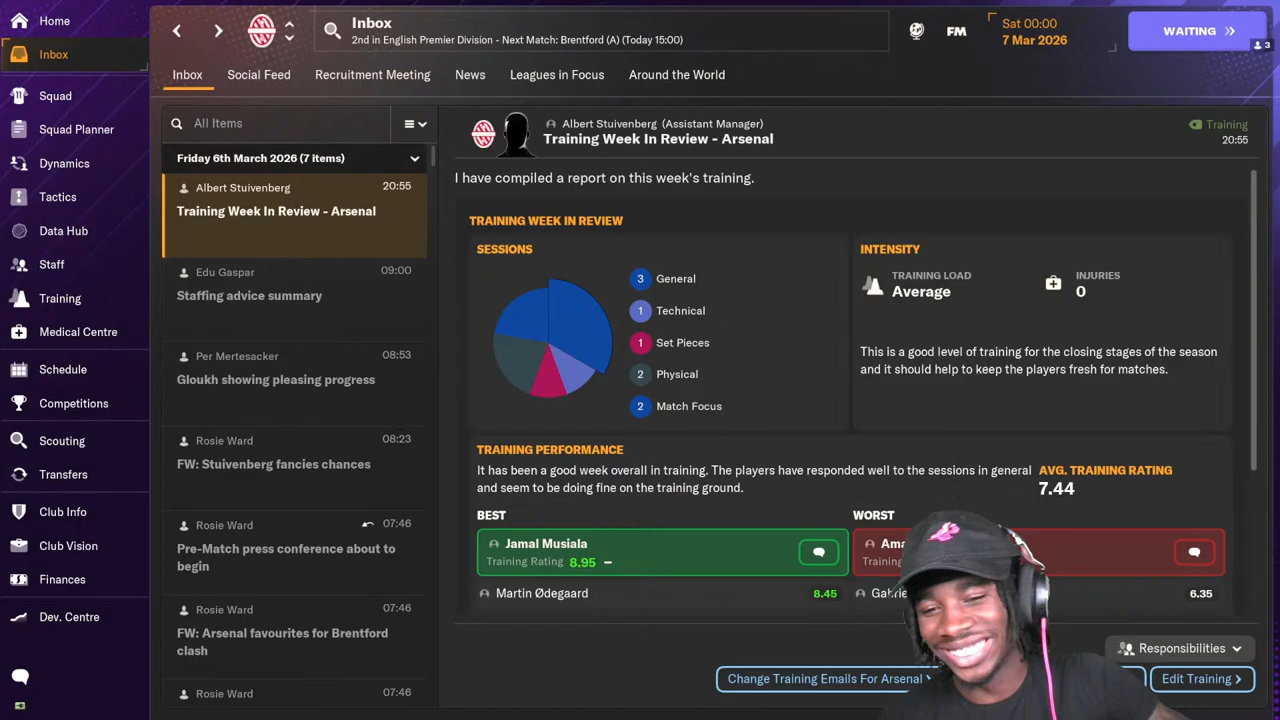 Home
Inbox
Squad
Squad Planner
Dynamics
Tactics
Data Hub
Staff
Training
Medical Centre
Schedule
Competitions
Scouting
Transfers
Club Info
Club Vision
Finances
Dev. Centre
Inbox
2nd in English Premier Division - Next Match: Brentford (A) (Today 15:00)
FM
Sat 00:00
7 Mar 2026
WAITING
3
Inbox
Social Feed
Recruitment Meeting
News
Leagues in Focus
Around the World
All Items
Friday 6th March 2026 (7 items)
Albert Stuivenberg 20:55
Training Week In Review - Arsenal
Edu Gaspar 09:00
Staffing advice summary
Per Mertesacker 08:53
Gloukh showing pleasing progress
Rosie Ward 08:23
FW: Stuivenberg fancies chances
Rosie Ward 07:46
Pre-Match press conference about to
begin
Rosie Ward 07:46
FW: Arsenal favourites for Brentford
clash
Rosie Ward 07:46
Albert Stuivenberg (Assistant Manager)
Training Week In Review - Arsenal
Training
20:55
I have compiled a report on this week's training.
TRAINING WEEK IN REVIEW
SESSIONS
3 General
1 Technical
1 Set Pieces
2 Physical
2 Match Focus
INTENSITY
TRAINING LOAD
Average
INJURIES
0
This is a good level of training for the closing stages of the season
and it should help to keep the players fresh for matches.
TRAINING PERFORMANCE
It has been a good week overall in training. The players have responded well to the sessions in general
and seem to be doing fine on the training ground.
AVG. TRAINING RATING
7.44
BEST
Jamal Musiala
Training Rating 8.95
Martin Ødegaard 8.45
WORST
Training
6.35
Responsibilities
Change Training Emails For Arsenal
Edit Training